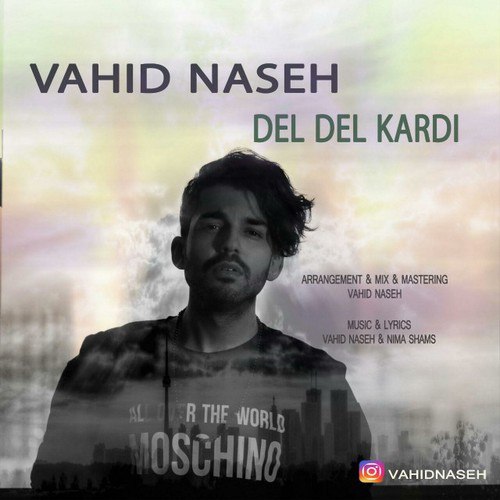 VAHID NASEH
DEL DEL KARDI
ARRANGEMENT & MIX & MASTERING
VAHID NASEH
MUSIC & LYRICS
VAHID NASEH & NIMA SHAMS
ALL OVER THE WORLD
MOSCHINO
VAHIDNASEH